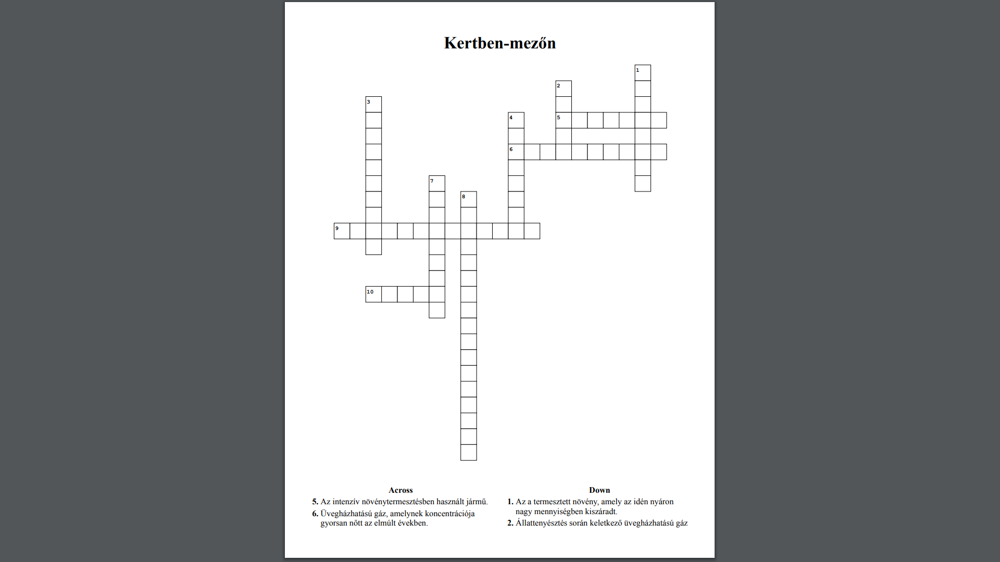 Kertben-mezőn
1
2
3
4
5
6
7
8
9
10
Across
5. Az intenzív növénytermesztésben használt jármű.
6. Üvegházhatású gáz, amelynek koncentrációja
gyorsan nőtt az elmúlt években.
Down
1. Az a termesztett növény, amely az idén nyáron
nagy mennyiségben kiszáradt.
2. Állattenyésztés során keletkező üvegházhatású gáz